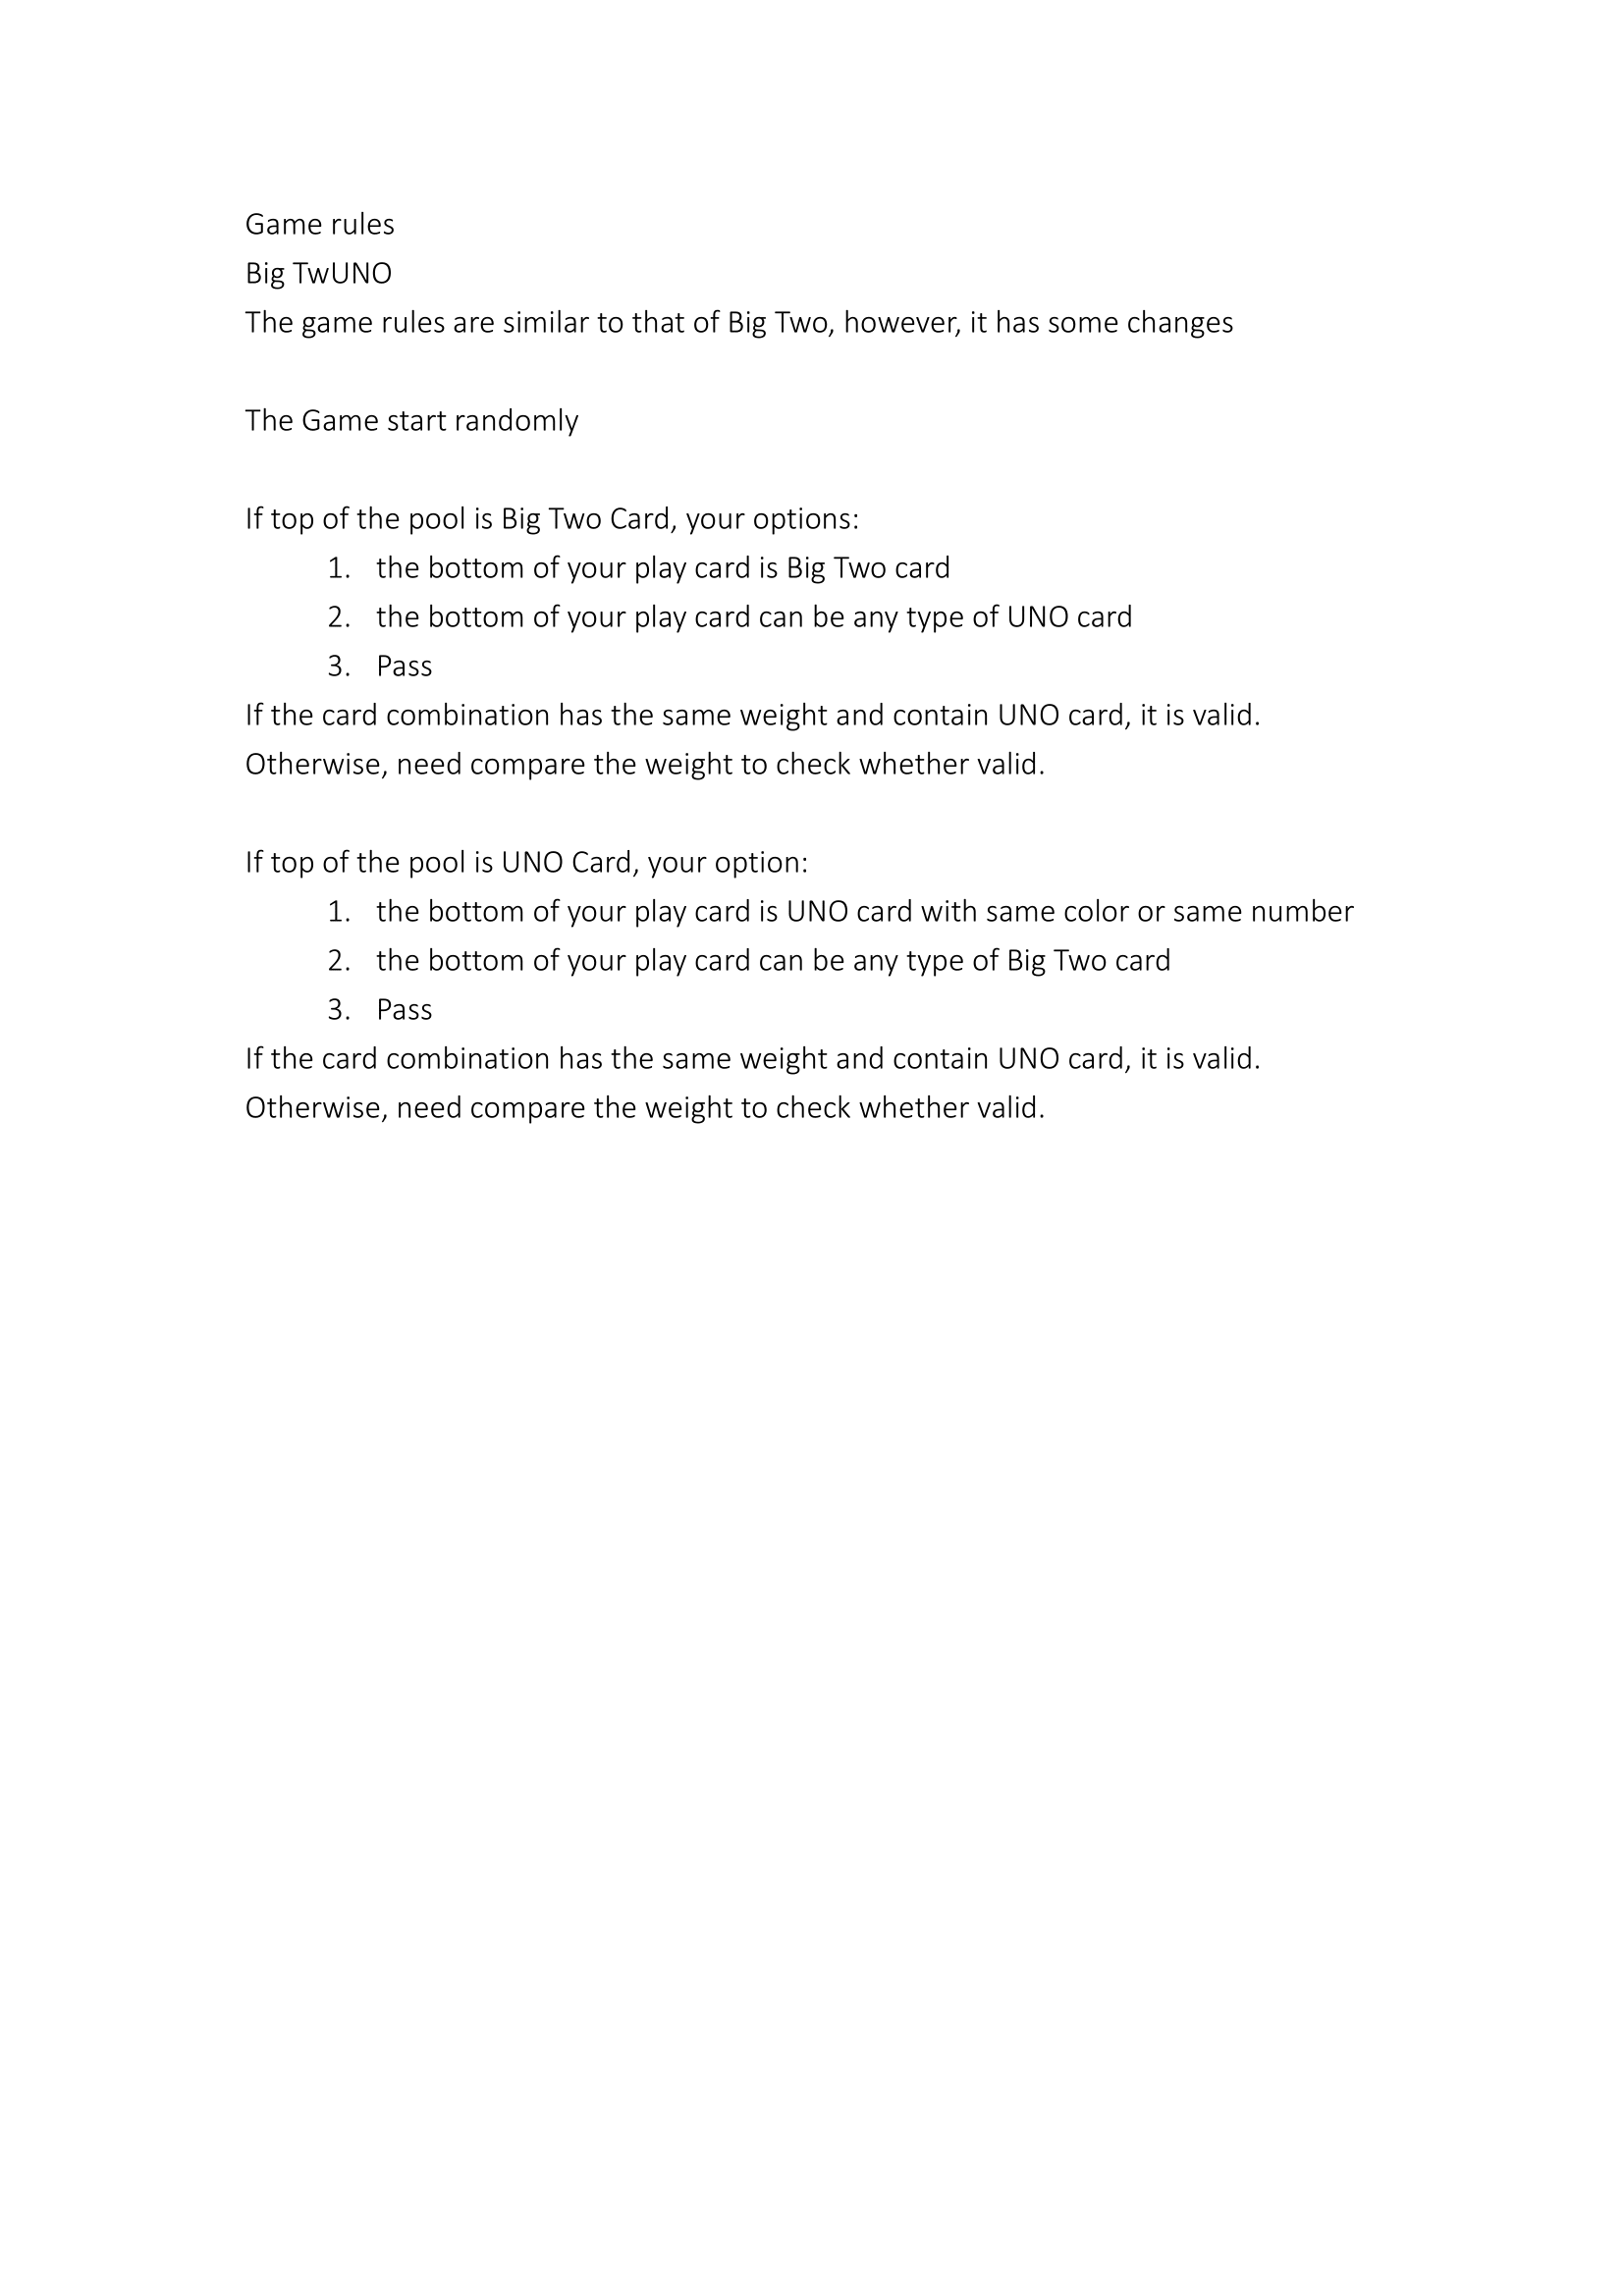 Game rules
Big TwUNO
The game rules are similar to that of Big Two, however, it has some changes
The Game start randomly
If top of the pool is Big Two Card, your options:
1. the bottom of your play card is Big Two card
2. the bottom of your play card can be any type of UNO card
3. Pass
If the card combination has the same weight and contain UNO card, it is valid.
Otherwise, need compare the weight to check whether valid.
If top of the pool is UNO Card, your option:
1. the bottom of your play card is UNO card with same color or same number
2. the bottom of your play card can be any type of Big Two card
3. Pass
If the card combination has the same weight and contain UNO card, it is valid.
Otherwise, need compare the weight to check whether valid.